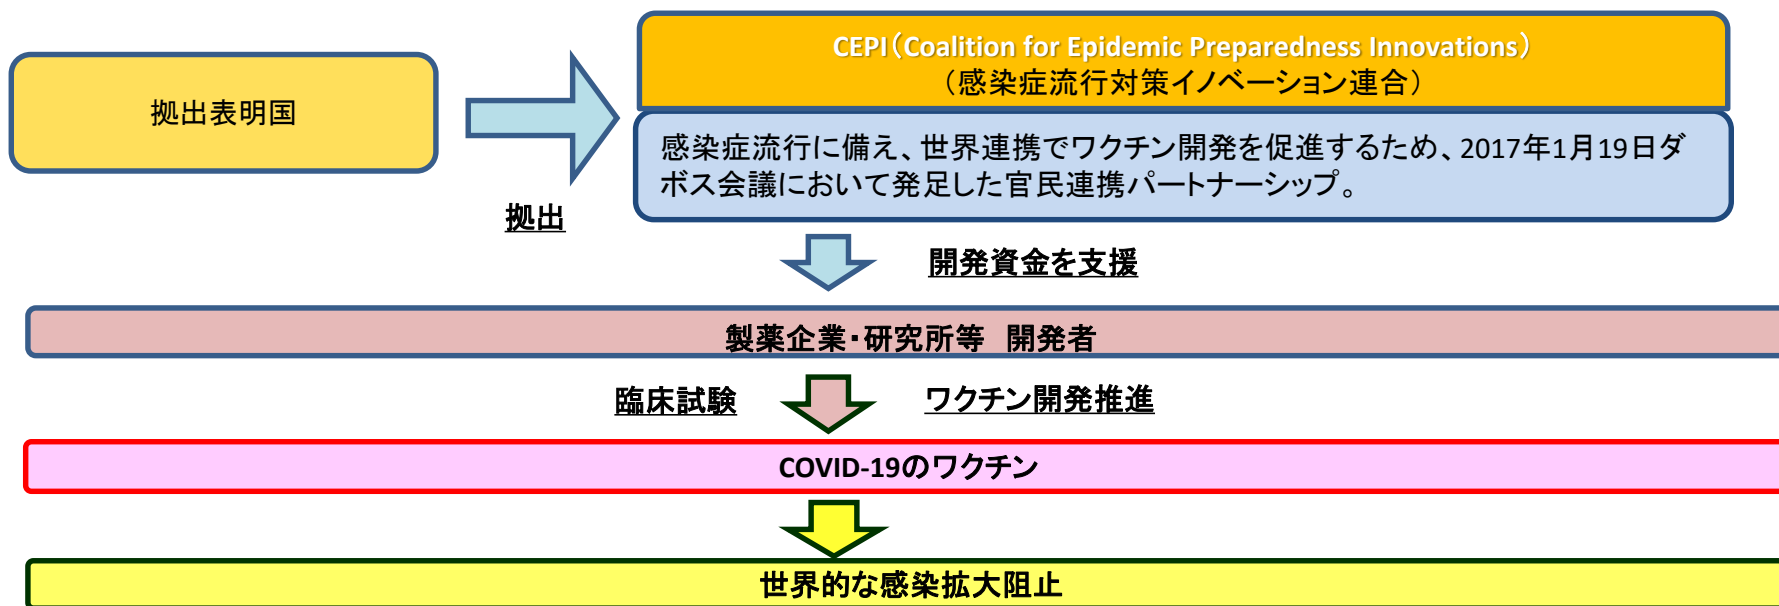 拠出表明国
CEPI（Coalition for Epidemic Preparedness Innovations）
（感染症流行対策イノベーション連合）
感染症流行に備え、世界連携でワクチン開発を促進するため、2017年1月19日ダ
ボス会議において発足した官民連携パートナーシップ。
拠出
開発資金を支援
製薬企業・研究所等　開発者
臨床試験
ワクチン開発推進
COVID-19のワクチン
世界的な感染拡大阻止